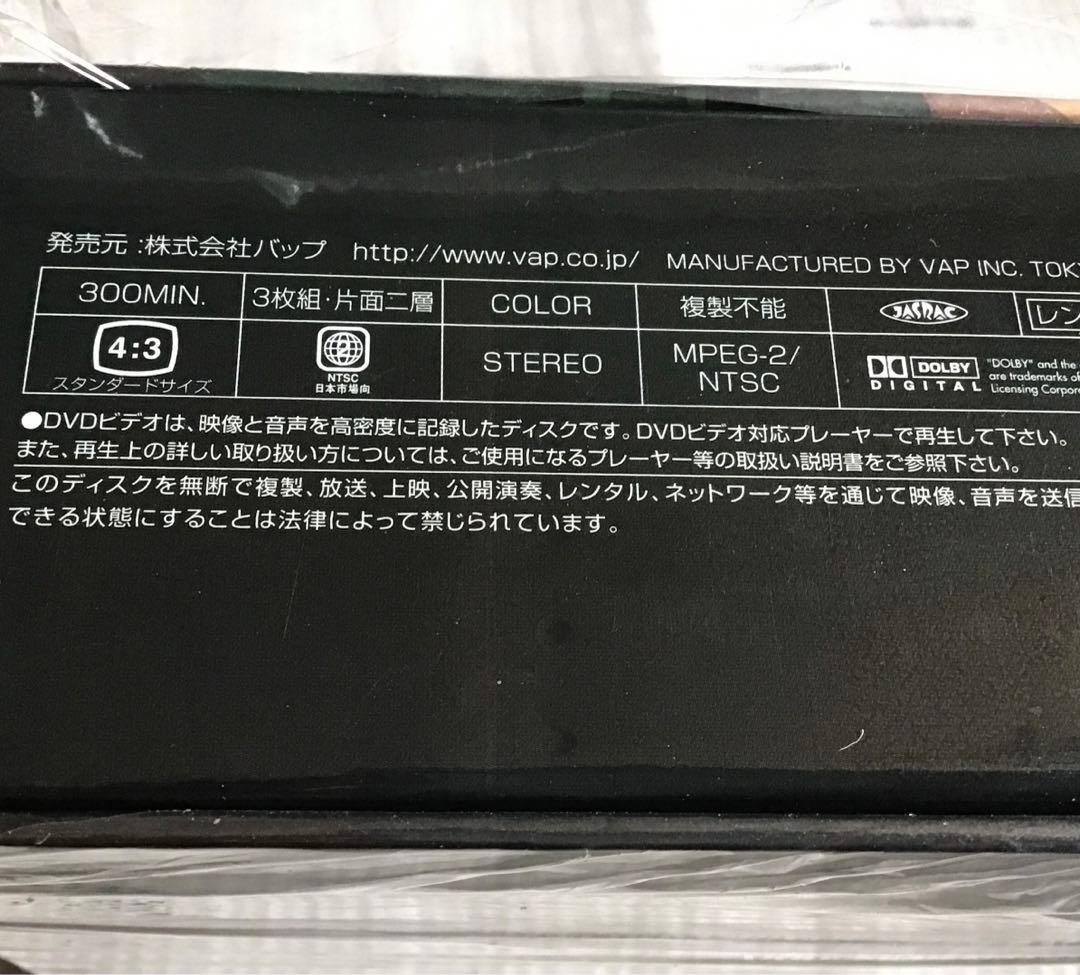 発売元:株式会社バップ http://www.vap.co.jp/ MANUFACTURED BY VAP INC.
300MIN. 3枚組・片面二層 COLOR 複製不能 JASRAC レン
4:3 スタンダードサイズ
2 NTSC 日本市場向
STEREO
MPEG-2/
NTSC
DOLBY
DIGITAL
"DOLBY" and the
are trademarks of
Licensing
●DVDビデオは、映像と音声を高密度に記録したディスクです。DVDビデオ対応プレーヤーで再生して下さい。
また、再生上の詳しい取り扱い方については、ご使用になるプレーヤー等の取扱い説明書をご参照下さい。
このディスクを無断で複製、放送、上映、公開演奏、レンタル、ネットワーク等を通じて映像、音声を送信
できる状態にすることは法律によって禁じられています。